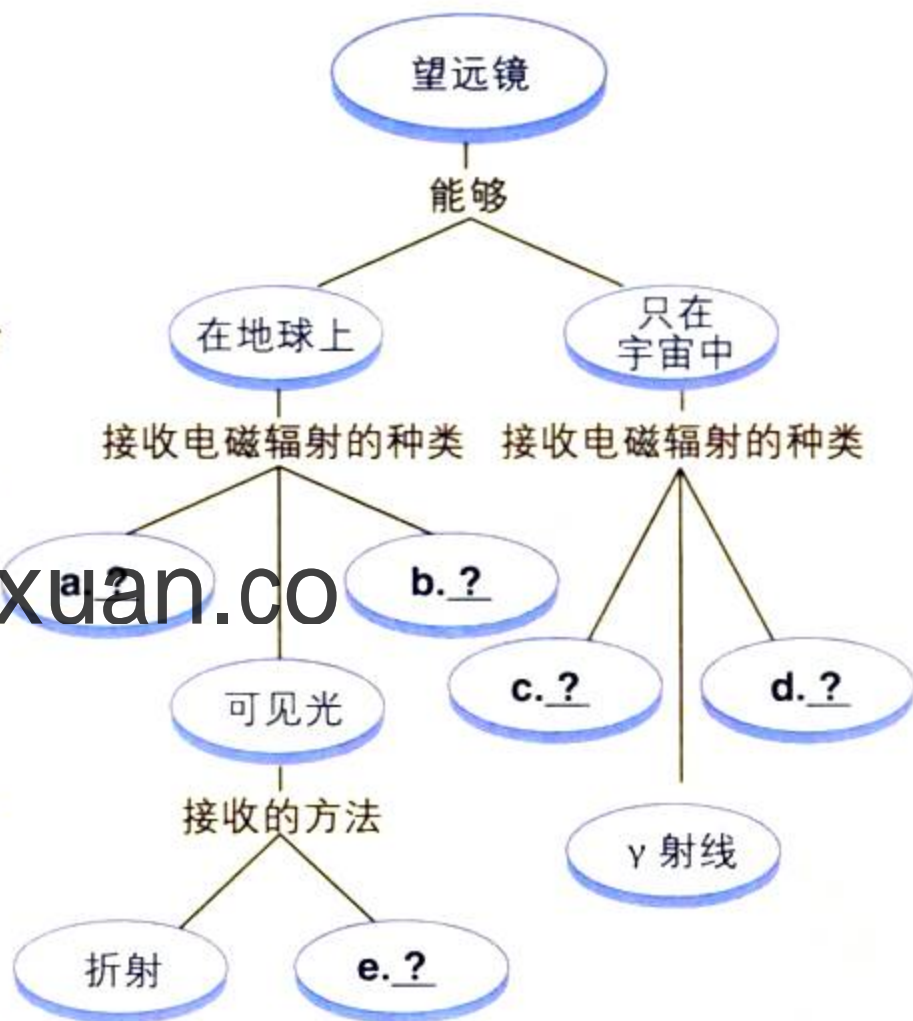 望远镜
能够
在地球上
只在
宇宙中
接收电磁辐射的种类
接收电磁辐射的种类
a. ?
b. ?
xuan.co
c. ?
d. ?
可见光
接收的方法
γ 射线
折射
e. ?